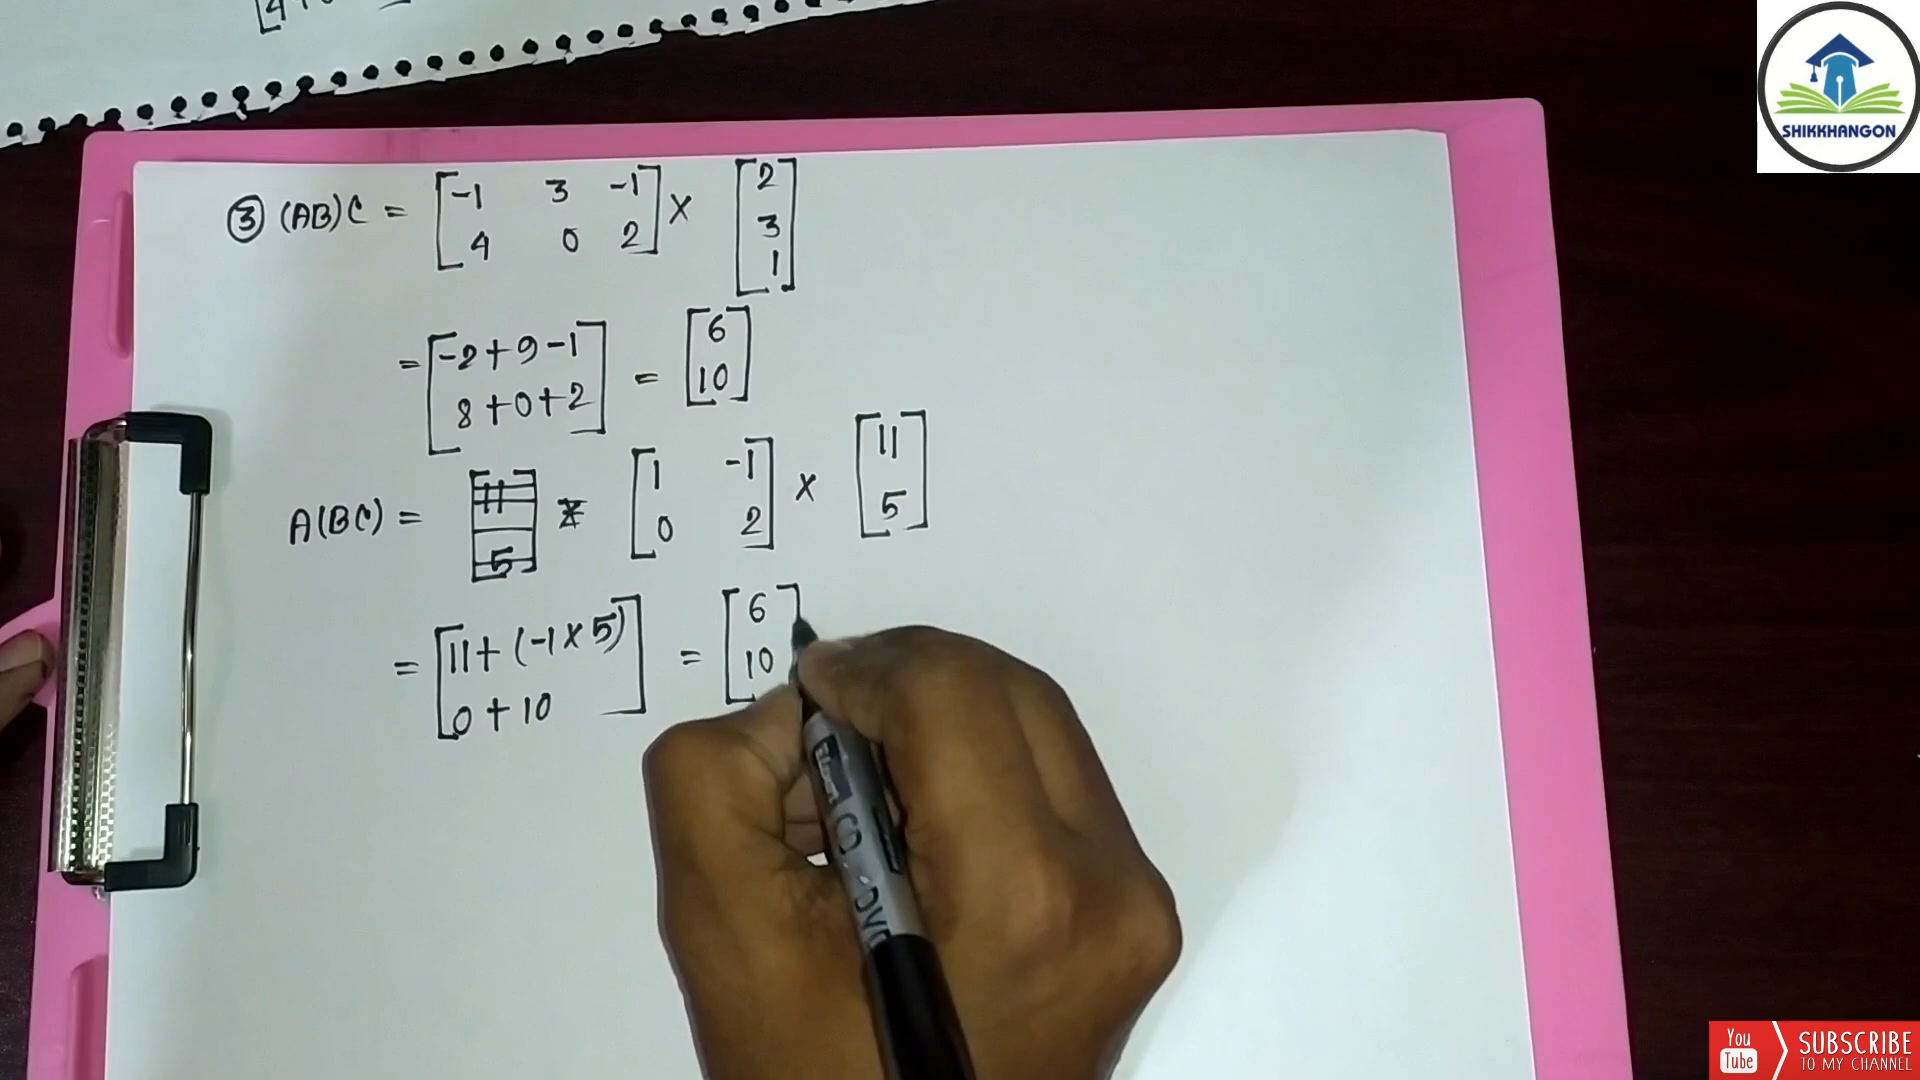 ③ (AB)C = [-1 3 -1] × [2
4 0 2] 3
1]
= [-2+9-1] = [6
8+0+2] 10]
A(BC) = [11 5] × [1 -1] × [11
0 2] 5]
= [11+(-1×5)] = [6
0+10] 10
SHIKKHANGON
You Tube
SUBSCRIBE
TO MY CHANNEL